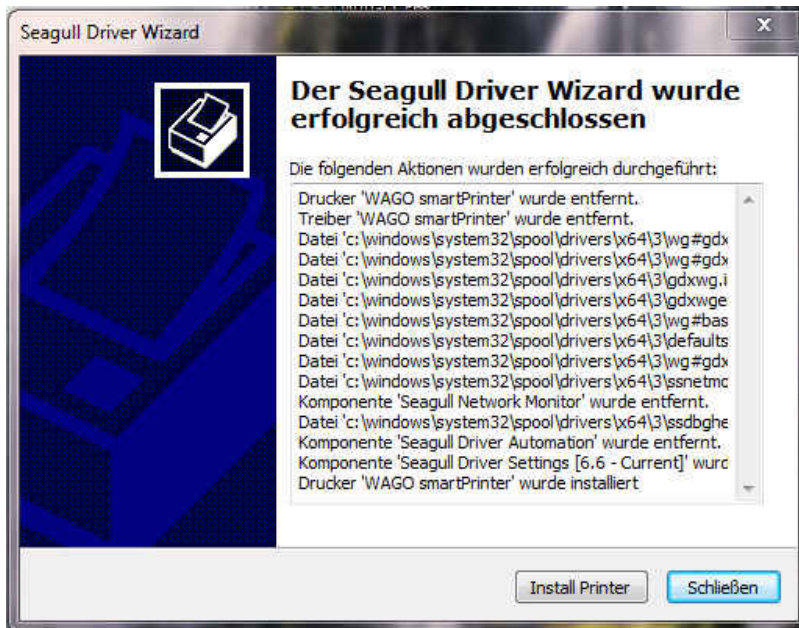 Seagull Driver Wizard
Der Seagull Driver Wizard wurde
erfolgreich abgeschlossen
Die folgenden Aktionen wurden erfolgreich durchgeführt:
Drucker 'WAGO smartPrinter' wurde entfernt.
Treiber 'WAGO smartPrinter' wurde entfernt.
Datei 'c:\windows\system32\spool\drivers\x64\3\wg#gdx
Datei 'c:\windows\system32\spool\drivers\x64\3\wg#gdx
Datei 'c:\windows\system32\spool\drivers\x64\3\gdxwg.i
Datei 'c:\windows\system32\spool\drivers\x64\3\gdxwge
Datei 'c:\windows\system32\spool\drivers\x64\3\wg#bas
Datei 'c:\windows\system32\spool\drivers\x64\3\defaults
Datei 'c:\windows\system32\spool\drivers\x64\3\wg#gdx
Datei 'c:\windows\system32\spool\drivers\x64\3\ssnetmo
Komponente 'Seagull Network Monitor' wurde entfernt.
Datei 'c:\windows\system32\spool\drivers\x64\3\ssdbghe
Komponente 'Seagull Driver Automation' wurde entfernt.
Komponente 'Seagull Driver Settings [6.6 - Current]' wurd
Drucker 'WAGO smartPrinter' wurde installiert
Install Printer
Schließen